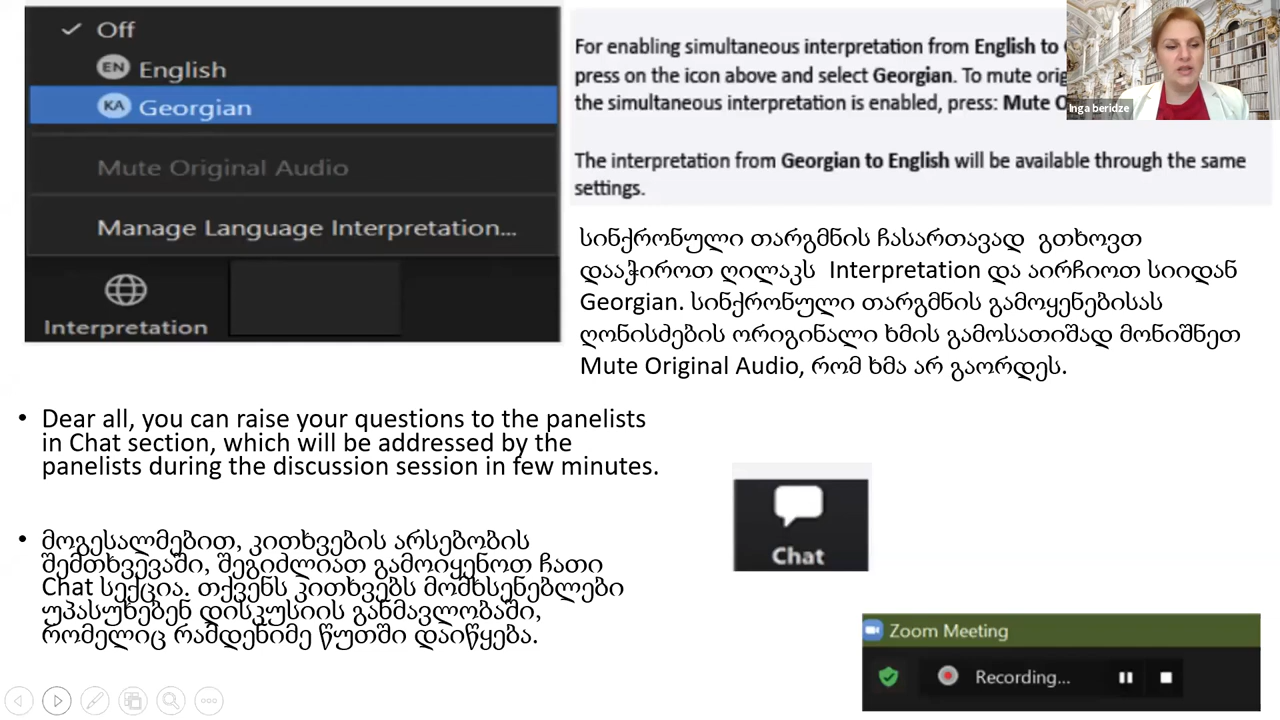 Off
EN English
KA Georgian
Mute Original Audio
Manage Language Interpretation...
Interpretation
For enabling simultaneous interpretation from English to
press on the icon above and select Georgian. To mute
the simultaneous interpretation is enabled, press: Mute
The interpretation from Georgian to English will be available through the same
settings.
Inga beridze
სინქრონული თარგმნის ჩასართავად გთხოვთ
დააჭიროთ ღილაკს Interpretation და აირჩიოთ სიიდან
Georgian. სინქრონული თარგმნის გამოყენებისას
ღონისძების ორიგინალი ხმის გამოსათიშად მონიშნეთ
Mute Original Audio, რომ ხმა არ გაორდეს.
• Dear all, you can raise your questions to the panelists
in Chat section, which will be addressed by the
panelists during the discussion session in few minutes.
• მოგესალმებით, კითხვების არსებობის
შემთხვევაში, შეგიძლიათ გამოიყენოთ ჩათი
Chat სექცია. თქვენს კითხვებს მომხსენებლები
უპასუხებენ დისკუსიის განმავლობაში,
რომელიც რამდენიმე წუთში დაიწყება.
Chat
Zoom Meeting
Recording...